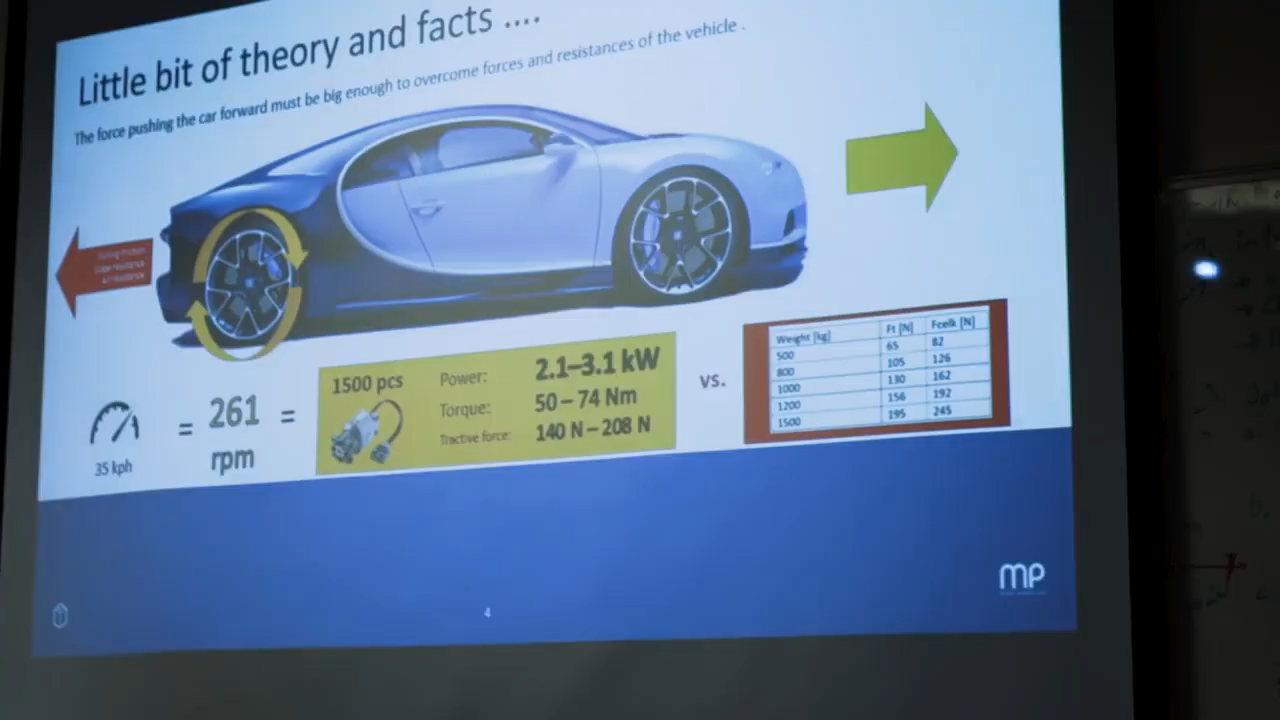 Little bit of theory and facts ....
The force pushing the car forward must be big enough to overcome forces and resistances of the vehicle .
35 kph
=
261
rpm
=
1500 pcs
Power: 2.1–3.1 kW
Torque: 50 – 74 Nm
Tractive force: 140 N – 208 N
vs.
Weight [kg] Ft [N] Fcelk [N]
500 65 82
800 105 126
1000 130 162
1200 156 192
1500 195 245
4
mp